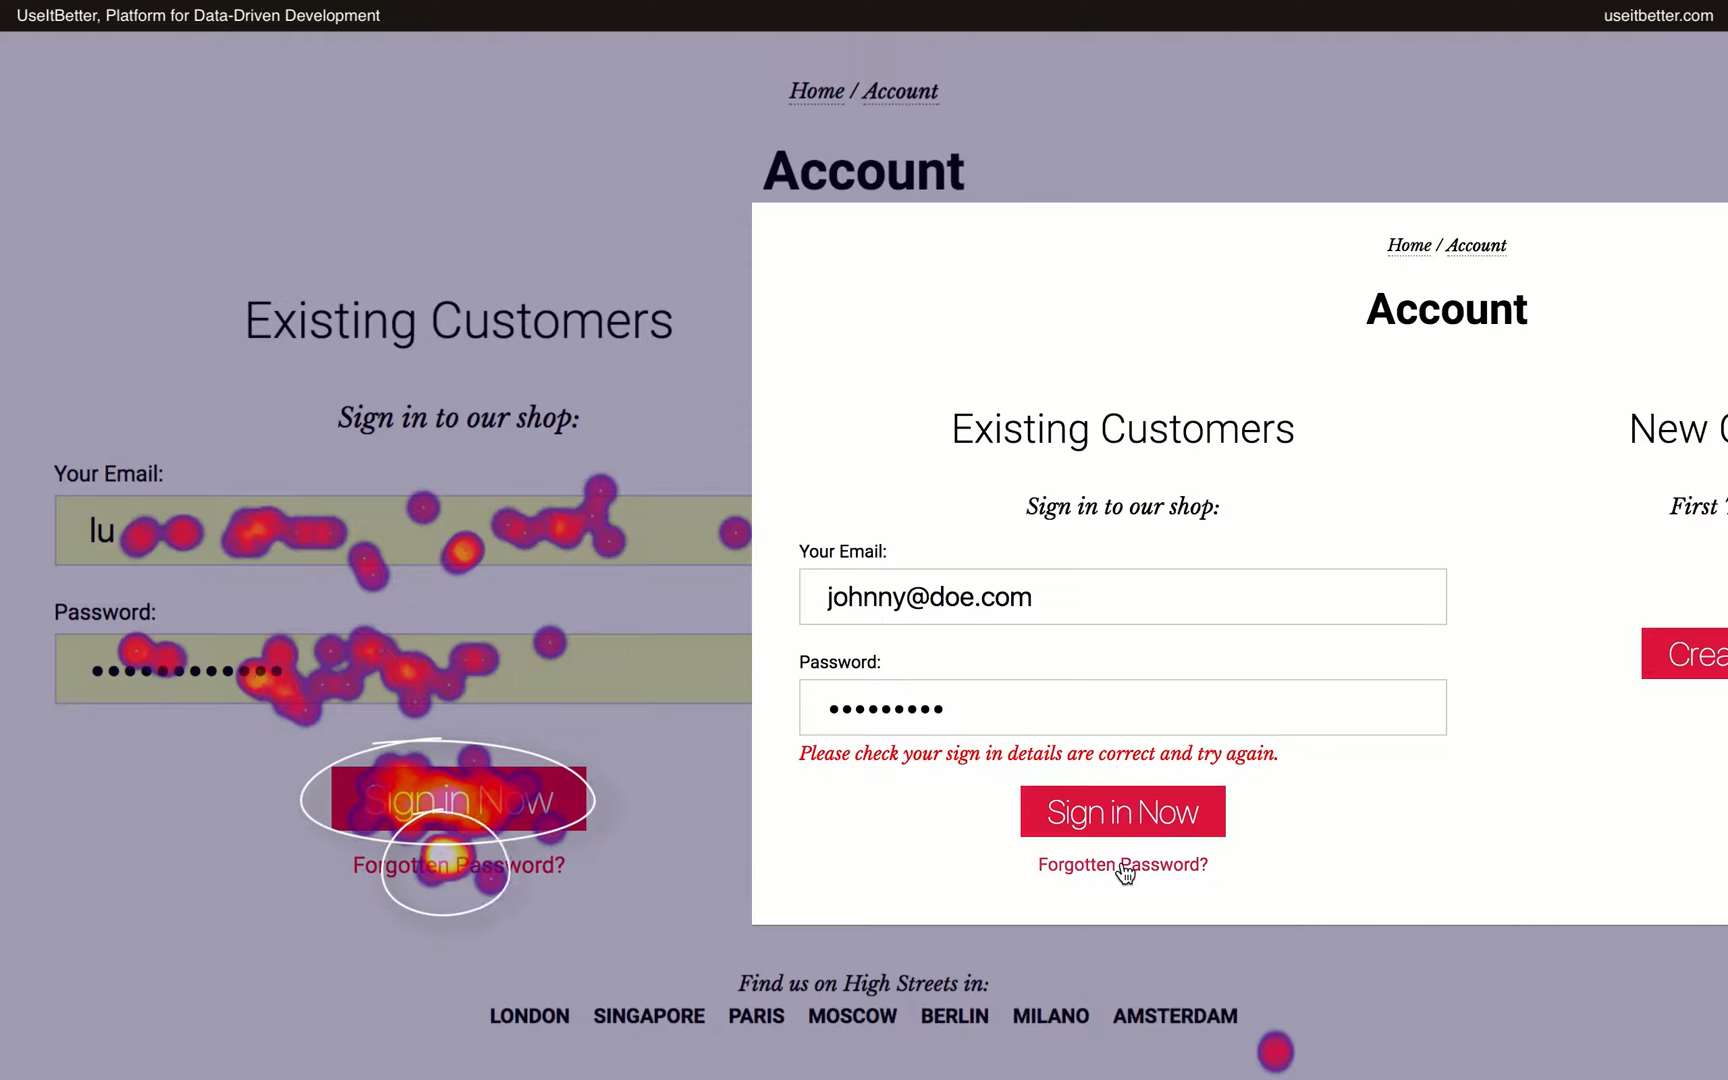 UseItBetter, Platform for Data-Driven Development
useitbetter.com
Home / Account
Account
Existing Customers
Sign in to our shop:
Your Email:
lu
Password:
Sign in Now
Forgotten Password?
Home / Account
Account
Existing Customers
Sign in to our shop:
Your Email:
johnny@doe.com
Password:
•••••••••
Please check your sign in details are correct and try again.
Sign in Now
Forgotten Password?
New
First
Crea
Find us on High Streets in:
LONDON SINGAPORE PARIS MOSCOW BERLIN MILANO AMSTERDAM